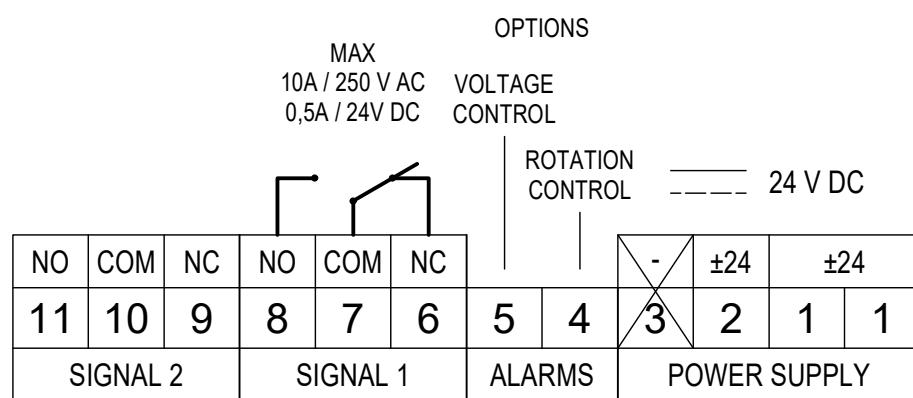 OPTIONS
MAX
10A / 250 V AC
0,5A / 24V DC
VOLTAGE
CONTROL
ROTATION
CONTROL
24 V DC
NO COM NC NO COM NC - ±24 ±24
11 10 9 8 7 6 5 4 3 2 1 1
SIGNAL 2 SIGNAL 1 ALARMS POWER SUPPLY